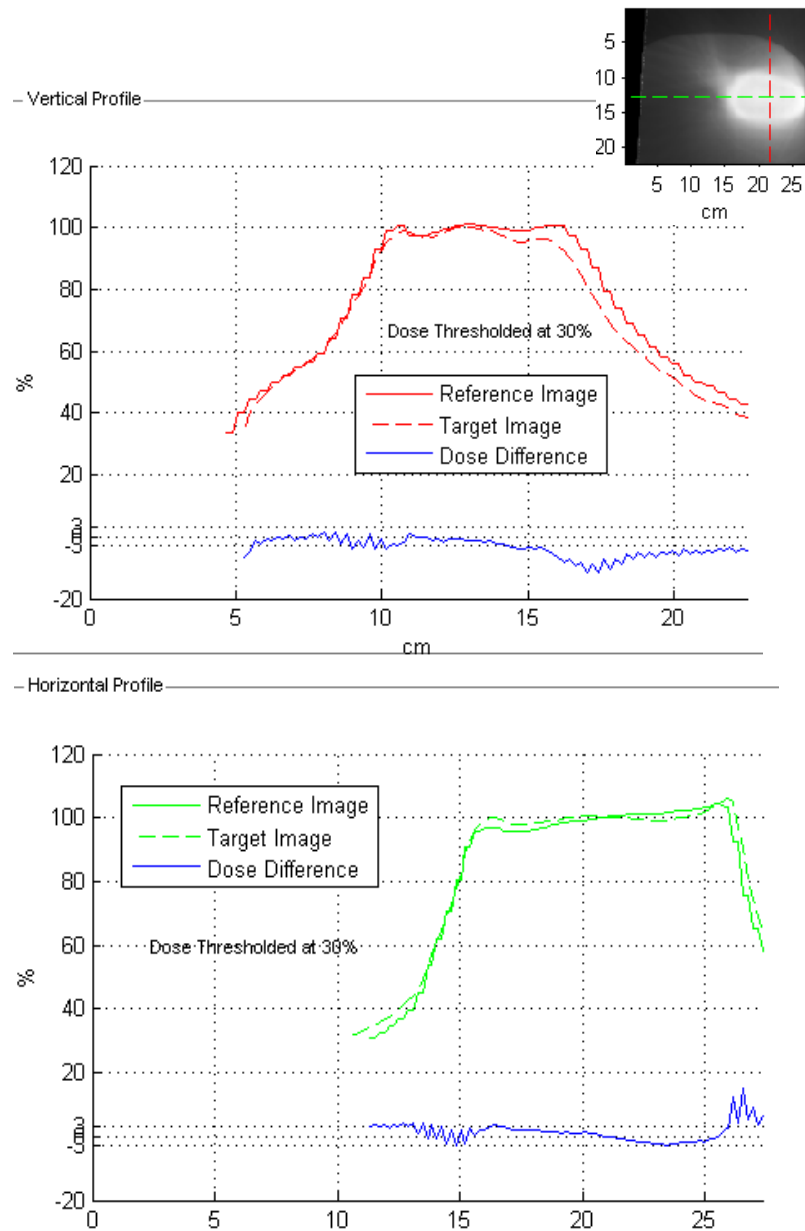 5
10
15
20
5 10 15 20 25
cm
Vertical Profile
120
100
80
60
40
20
3
-3
-20
0 5 10 15 20
%
cm
Dose Thresholded at 30%
Reference Image
Target Image
Dose Difference
Horizontal Profile
120
100
80
60
40
20
3
-3
-20
0 5 10 15 20 25
%
Reference Image
Target Image
Dose Difference
Dose Thresholded at 30%